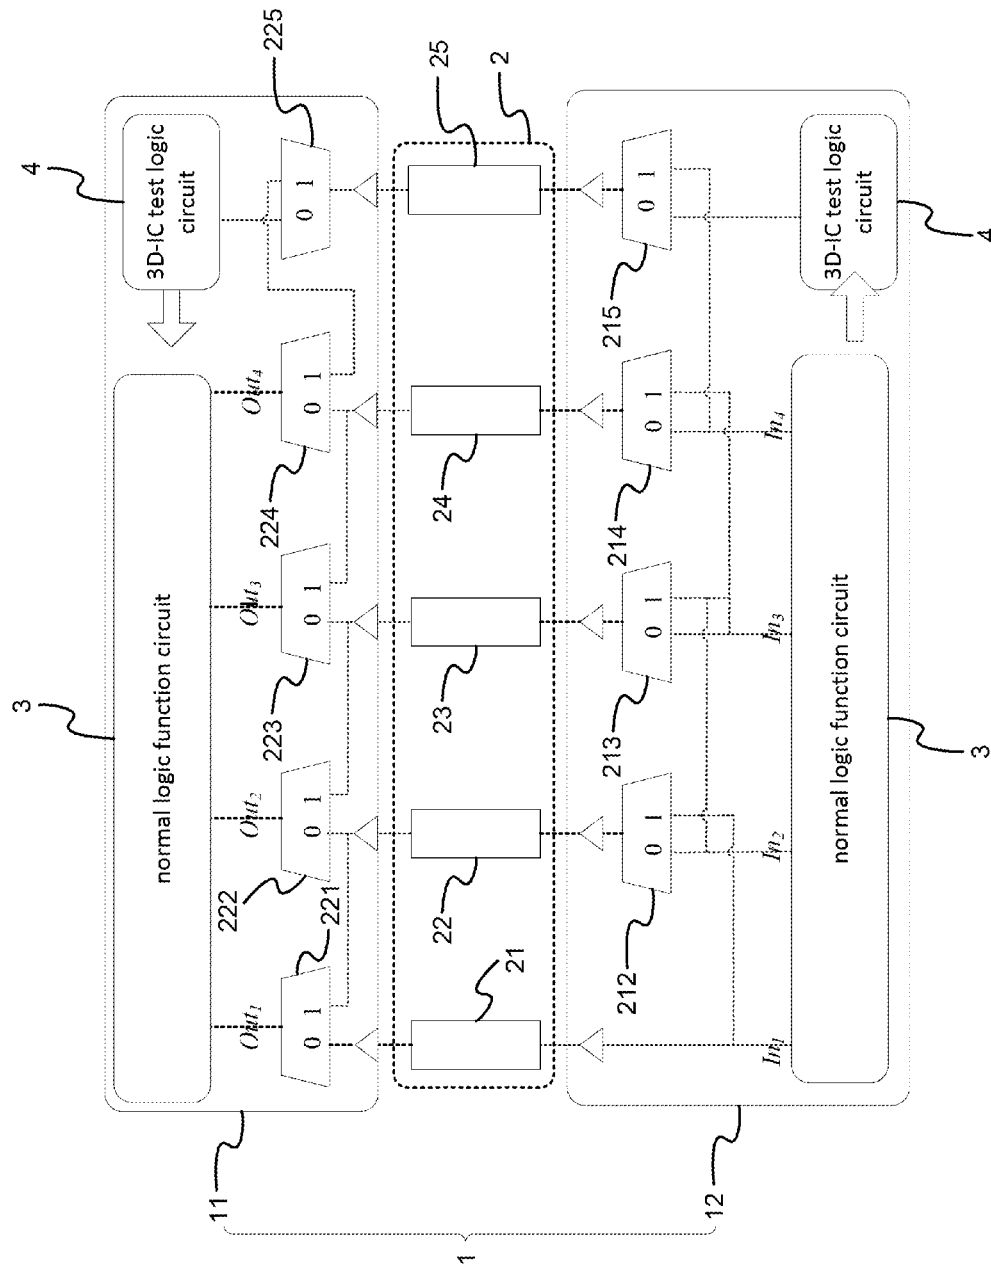 3
4
normal logic function circuit
3D-IC test logic
circuit
11
Out₁
Out₂
Out₃
Out₄
222
223
224
225
221
0 1
0 1
0 1
0 1
0 1
1
21
22
23
24
25
2
212
213
214
215
0 1
0 1
0 1
0 1
12
In₁
In₂
In₃
In₄
normal logic function circuit
3D-IC test logic
circuit
3
4